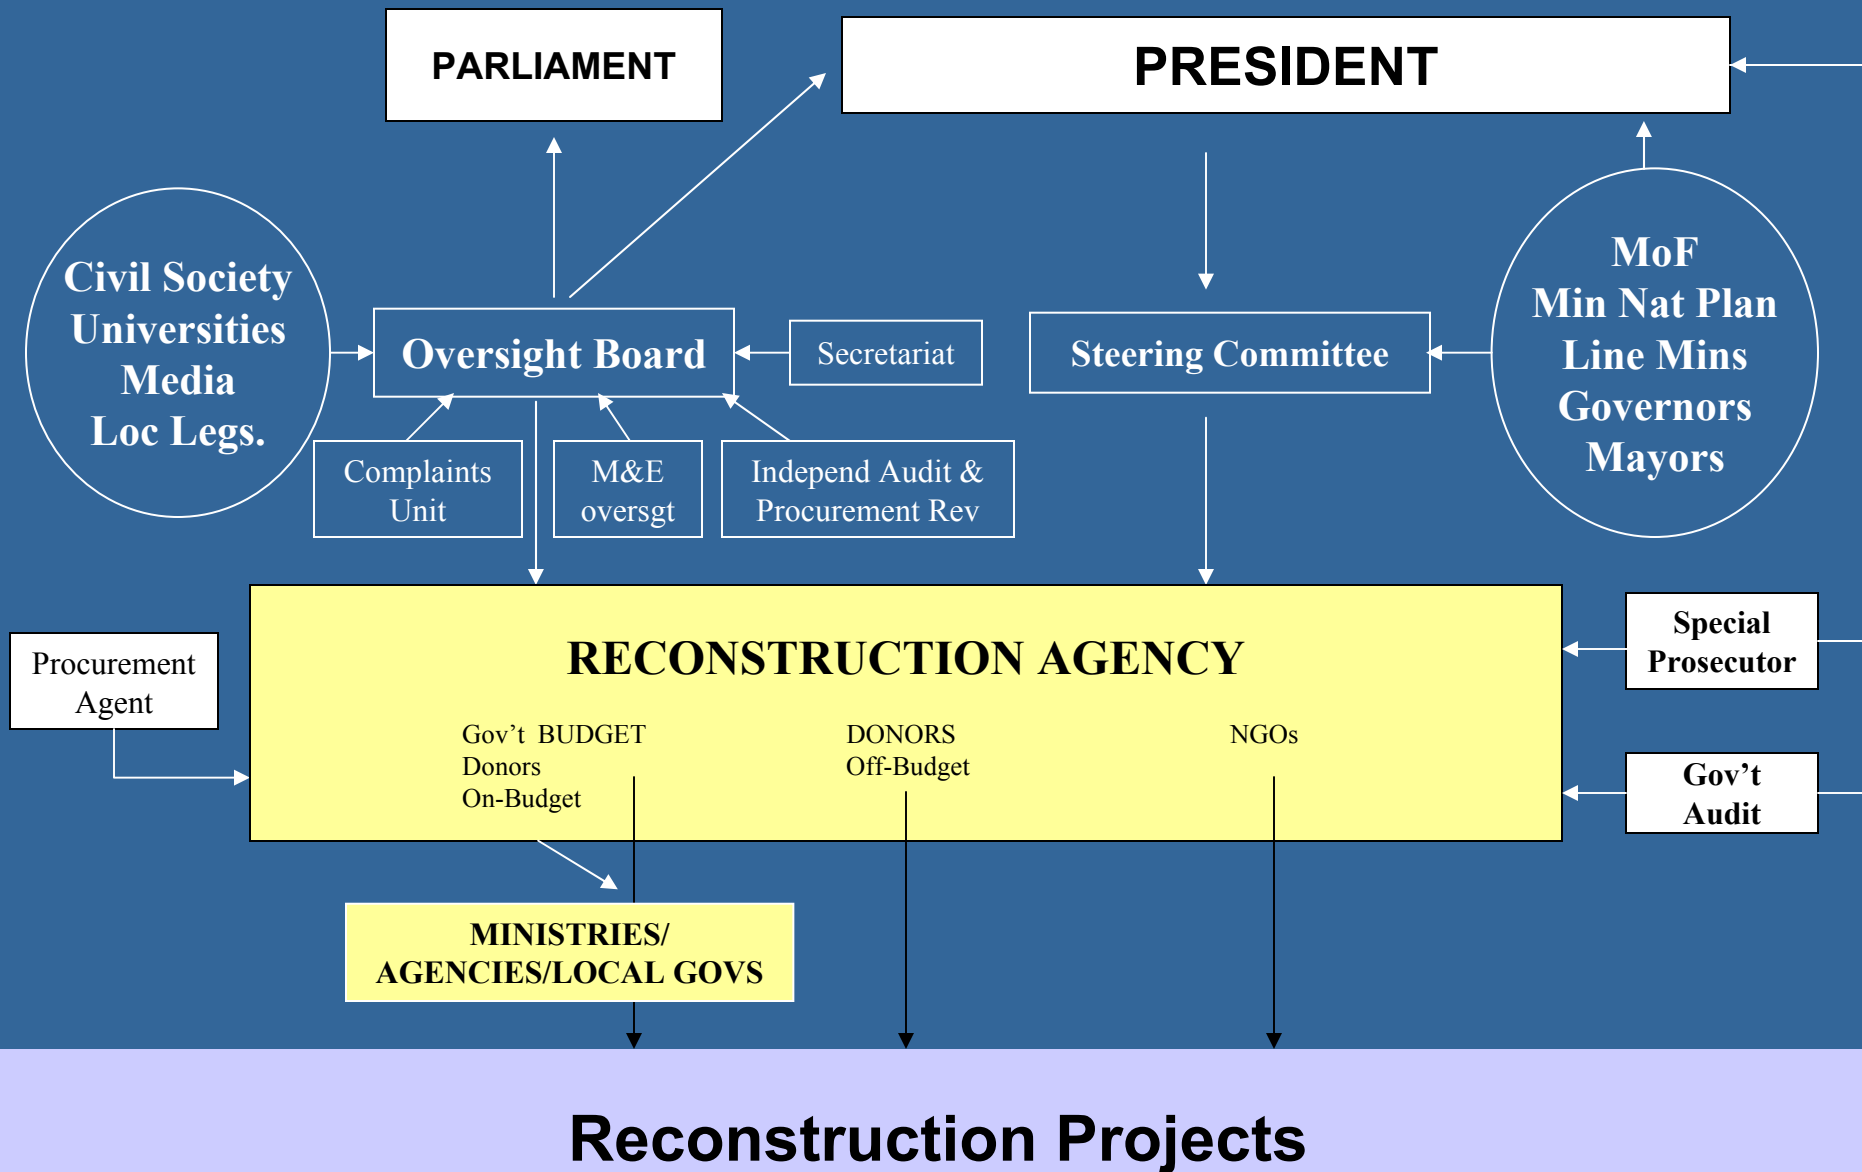 PARLIAMENT
PRESIDENT
Civil Society
Universities
Media
Loc Legs.
Oversight Board
Secretariat
Steering Committee
MoF
Min Nat Plan
Line Mins
Governors
Mayors
Complaints
Unit
M&E
oversgt
Independ Audit &
Procurement Rev
Procurement
Agent
RECONSTRUCTION AGENCY
Gov’t BUDGET
Donors
On-Budget
DONORS
Off-Budget
NGOs
Special
Prosecutor
Gov’t
Audit
MINISTRIES/
AGENCIES/LOCAL GOVS
Reconstruction Projects